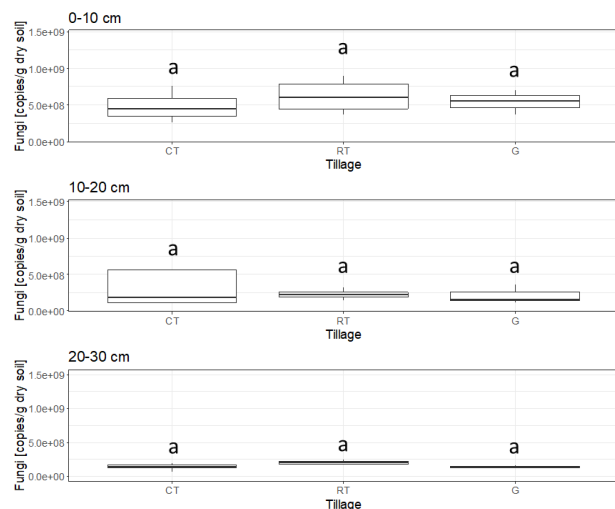 0-10 cm
Fungi [copies/g dry soil]
1.5e+09
1.0e+09
5.0e+08
0.0e+00
a
a
a
CT
RT
G
Tillage
10-20 cm
Fungi [copies/g dry soil]
1.5e+09
1.0e+09
5.0e+08
0.0e+00
a
a
a
CT
RT
G
Tillage
20-30 cm
Fungi [copies/g dry soil]
1.5e+09
1.0e+09
5.0e+08
0.0e+00
a
a
a
CT
RT
G
Tillage